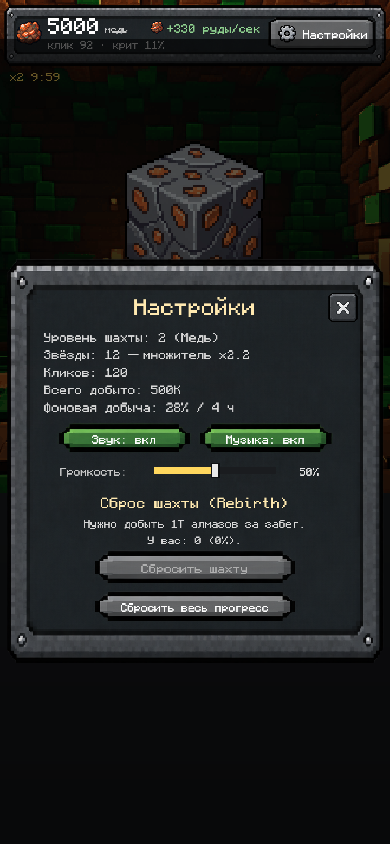 5000 медь
+330 руды/сек
Настройки
клик 92 · крит 11%
x2 9:59
Настройки
Уровень шахты: 2 (Медь)
Звёзды: 12 — множитель x2.2
Кликов: 120
Всего добыто: 500K
Фоновая добыча: 28% / 4 ч
Звук: вкл
Музыка: вкл
Громкость:
50%
Сброс шахты (Rebirth)
Нужно добыть 1T алмазов за забег.
У вас: 0 (0%).
Сбросить шахту
Сбросить весь прогресс